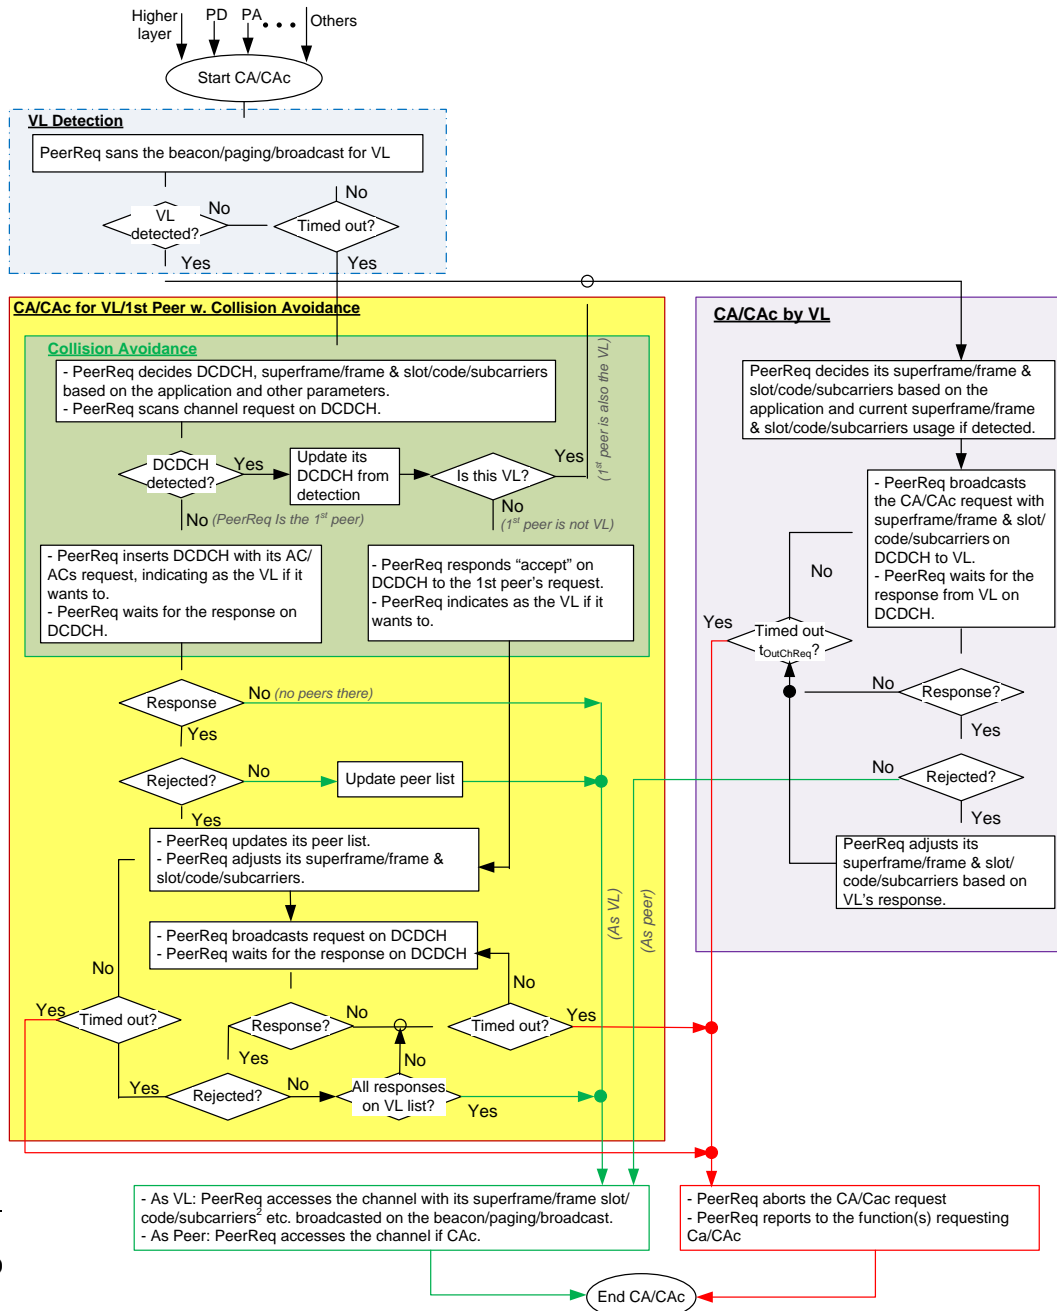 Higher
layer
PD
PA
Others
Start CA/CAc
VL Detection
PeerReq sans the beacon/paging/broadcast for VL
VL
detected?
No
No
Timed out?
Yes
Yes
CA/CAc for VL/1st Peer w. Collision Avoidance
Collision Avoidance
- PeerReq decides DCDCH, superframe/frame & slot/code/subcarriers
based on the application and other parameters.
- PeerReq scans channel request on DCDCH.
DCDCH
detected?
Yes
Update its
DCDCH from
detection
Is this VL?
Yes
(1st peer is also the VL)
No (PeerReq Is the 1st peer)
No
(1st peer is not VL)
- PeerReq inserts DCDCH with its AC/
ACs request, indicating as the VL if it
wants to.
- PeerReq waits for the response on
DCDCH.
- PeerReq responds “accept” on
DCDCH to the 1st peer’s request.
- PeerReq indicates as the VL if it
wants to.
Response
No (no peers there)
Yes
Rejected?
No
Update peer list
Yes
- PeerReq updates its peer list.
- PeerReq adjusts its superframe/frame &
slot/code/subcarriers.
- PeerReq broadcasts request on DCDCH
- PeerReq waits for the response on DCDCH
No
No
Yes
Timed out?
Response?
No
Timed out?
Yes
Yes
No
Yes
Rejected?
No
All responses
on VL list?
Yes
(As VL)
(As peer)
CA/CAc by VL
PeerReq decides its superframe/frame &
slot/code/subcarriers based on the
application and current superframe/frame
& slot/code/subcarriers usage if detected.
- PeerReq broadcasts
the CA/CAc request with
superframe/frame & slot/
code/subcarriers on
DCDCH to VL.
- PeerReq waits for the
response from VL on
DCDCH.
No
Yes
Timed out
tOutChReq?
No
Response?
Yes
No
Rejected?
Yes
PeerReq adjusts its
superframe/frame & slot/
code/subcarriers based on
VL’s response.
- As VL: PeerReq accesses the channel with its superframe/frame slot/
code/subcarriers2 etc. broadcasted on the beacon/paging/broadcast.
- As Peer: PeerReq accesses the channel if CAc.
- PeerReq aborts the CA/Cac request
- PeerReq reports to the function(s) requesting
Ca/CAc
End CA/CAc